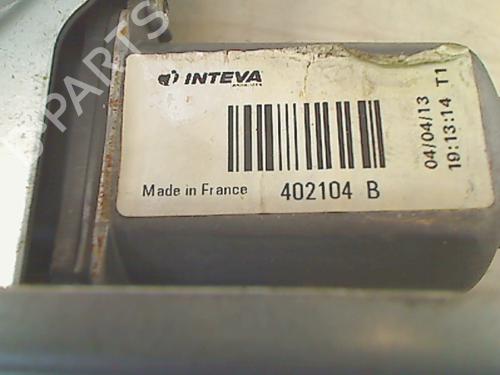 INTEVA
Made in France
402104 B
04/04/13 T1
19:13:14
PARTS